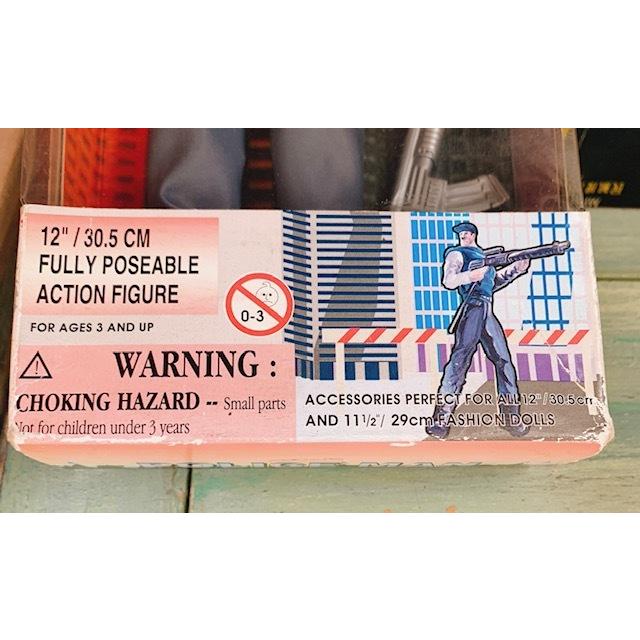 12" / 30.5 CM
FULLY POSEABLE
ACTION FIGURE
FOR AGES 3 AND UP
0-3
WARNING :
CHOKING HAZARD -- Small parts
Not for children under 3 years
ACCESSORIES PERFECT FOR ALL 12" / 30.5cm
AND 11 1/2"/ 29cm FASHION DOLLS